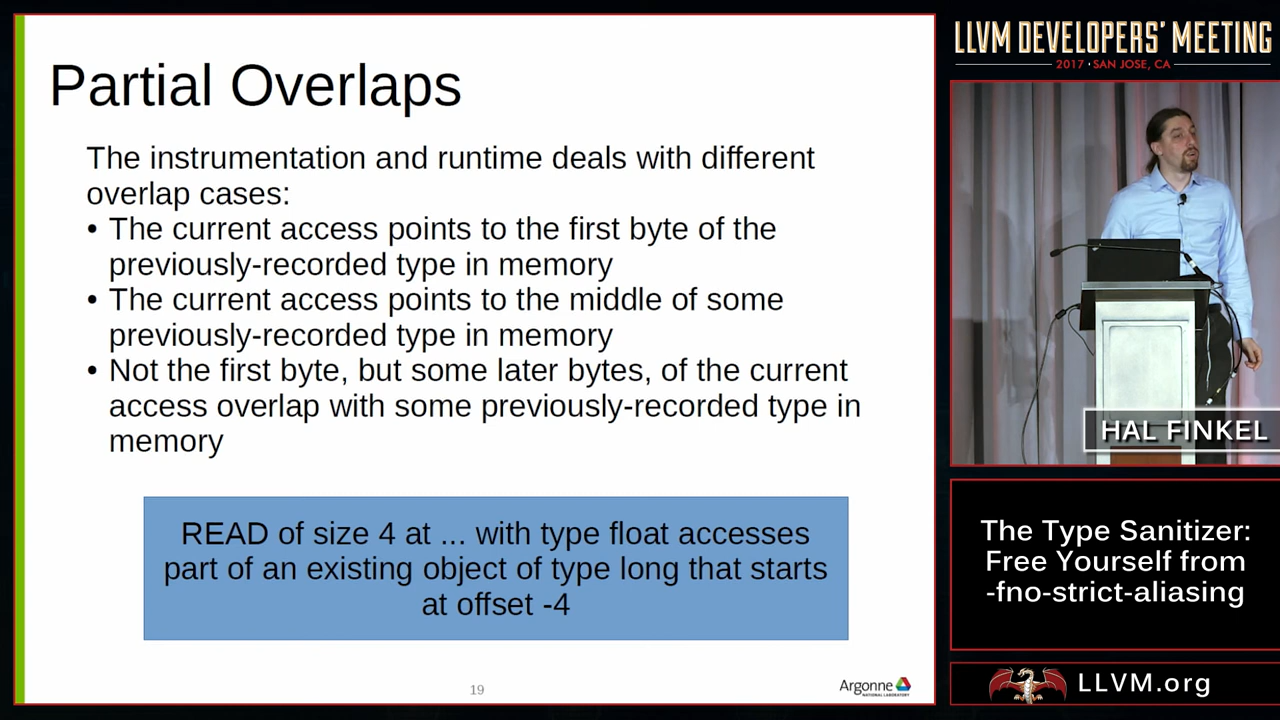 Partial Overlaps
The instrumentation and runtime deals with different
overlap cases:
• The current access points to the first byte of the
previously-recorded type in memory
• The current access points to the middle of some
previously-recorded type in memory
• Not the first byte, but some later bytes, of the current
access overlap with some previously-recorded type in
memory
READ of size 4 at ... with type float accesses
part of an existing object of type long that starts
at offset -4
19
Argonne
NATIONAL LABORATORY
LLVM DEVELOPERS' MEETING
2017 • SAN JOSE, CA
HAL FINKEL
The Type Sanitizer:
Free Yourself from
-fno-strict-aliasing
LLVM.org